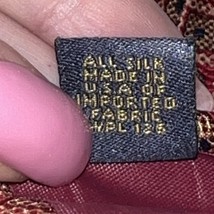 ALL SILK
MADE IN
U.S.A OF
IMPORTED
FABRIC
WPL 125